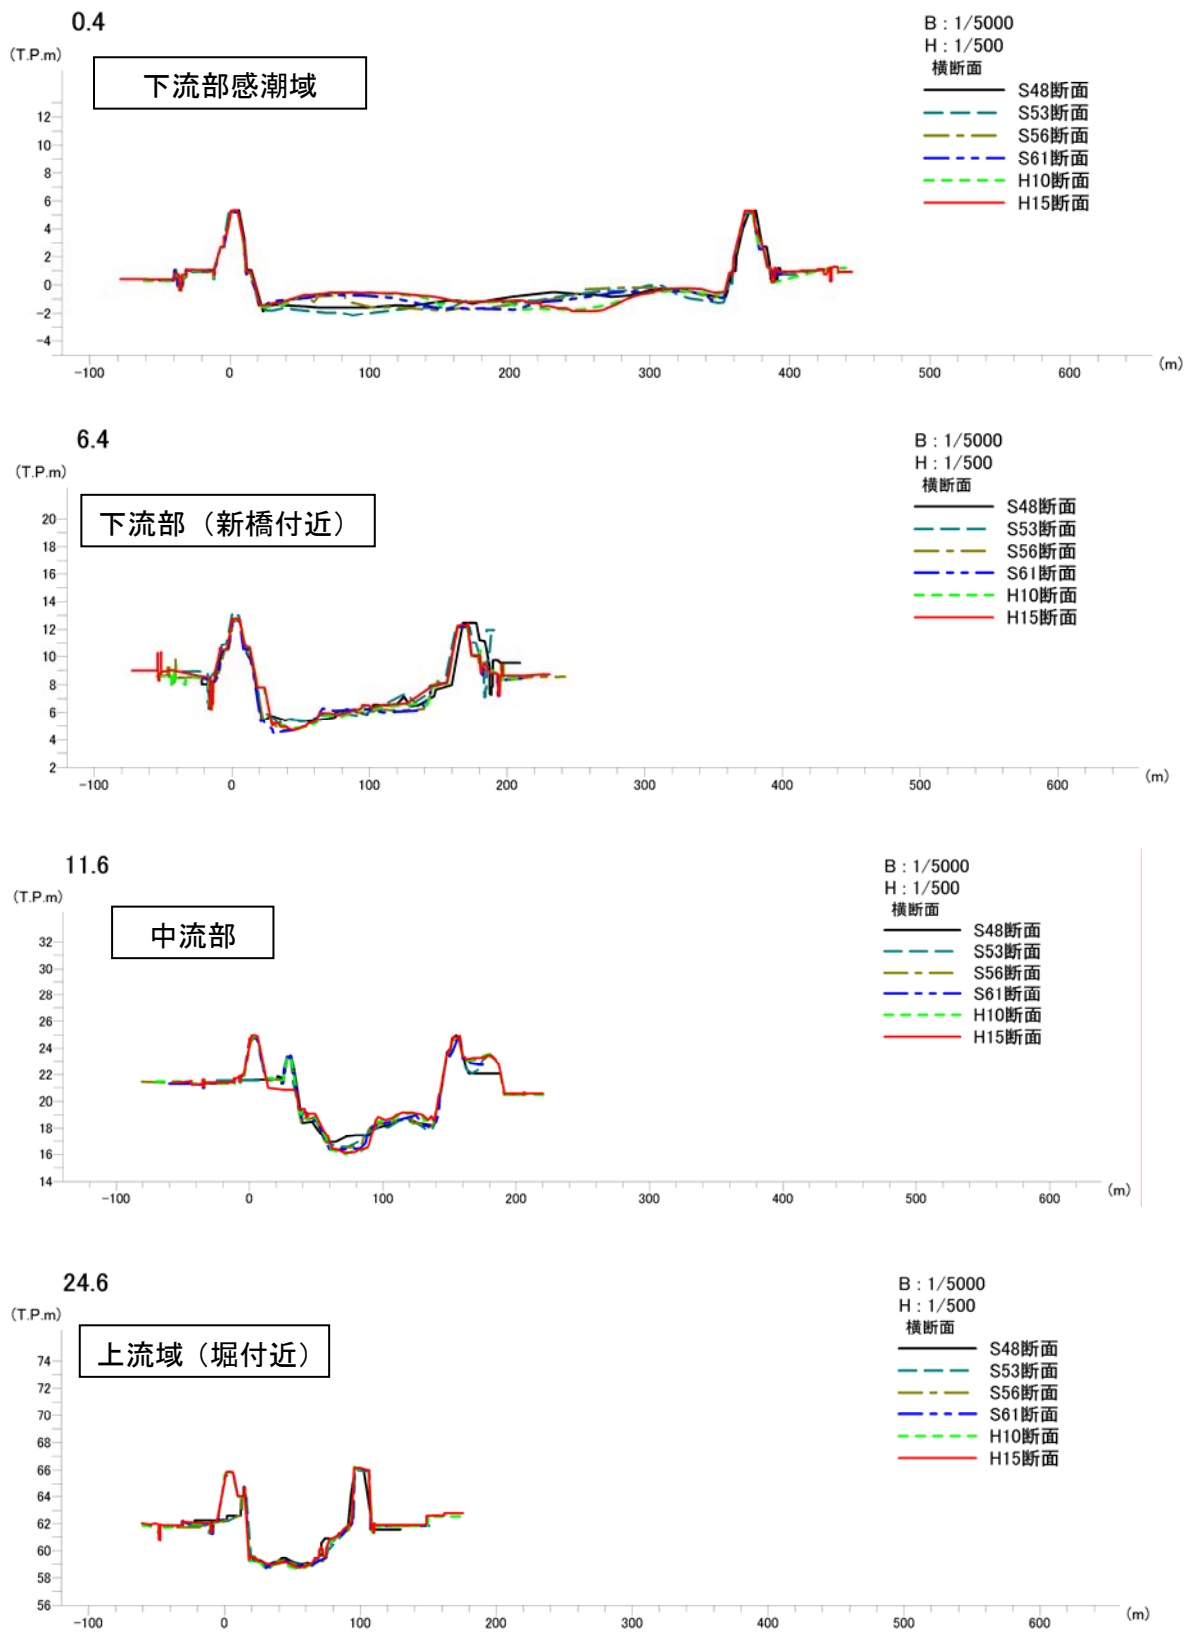 0.4
(T.P.m)
下流部感潮域
B : 1/5000
H : 1/500
横断面
S48断面
S53断面
S56断面
S61断面
H10断面
H15断面
12
10
8
6
4
2
0
-2
-4
-100 0 100 200 300 400 500 600 (m)
6.4
(T.P.m)
下流部（新橋付近）
B : 1/5000
H : 1/500
横断面
S48断面
S53断面
S56断面
S61断面
H10断面
H15断面
20
18
16
14
12
10
8
6
4
2
-100 0 100 200 300 400 500 600 (m)
11.6
(T.P.m)
中流部
B : 1/5000
H : 1/500
横断面
S48断面
S53断面
S56断面
S61断面
H10断面
H15断面
32
30
28
26
24
22
20
18
16
14
-100 0 100 200 300 400 500 600 (m)
24.6
(T.P.m)
上流域（堀付近）
B : 1/5000
H : 1/500
横断面
S48断面
S53断面
S56断面
S61断面
H10断面
H15断面
74
72
70
68
66
64
62
60
58
56
-100 0 100 200 300 400 500 600 (m)